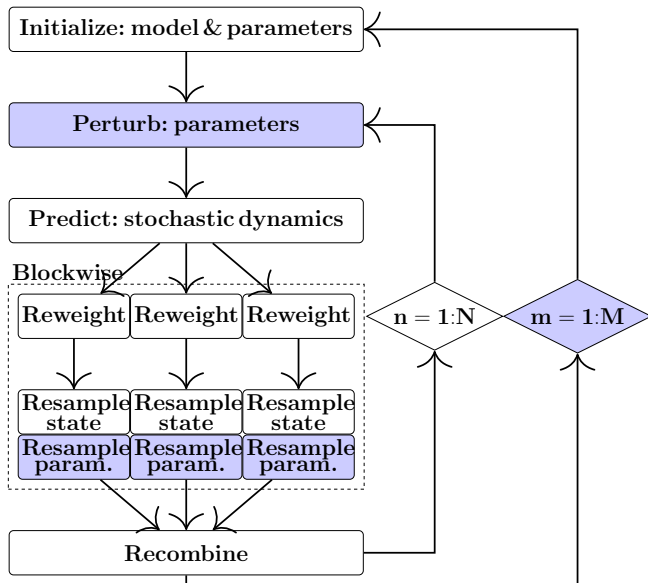 Initialize: model & parameters
Perturb: parameters
Predict: stochastic dynamics
Blockwise
Reweight Reweight Reweight
n = 1:N
m = 1:M
Resample Resample Resample
state state state
Resample Resample Resample
param. param. param.
Recombine